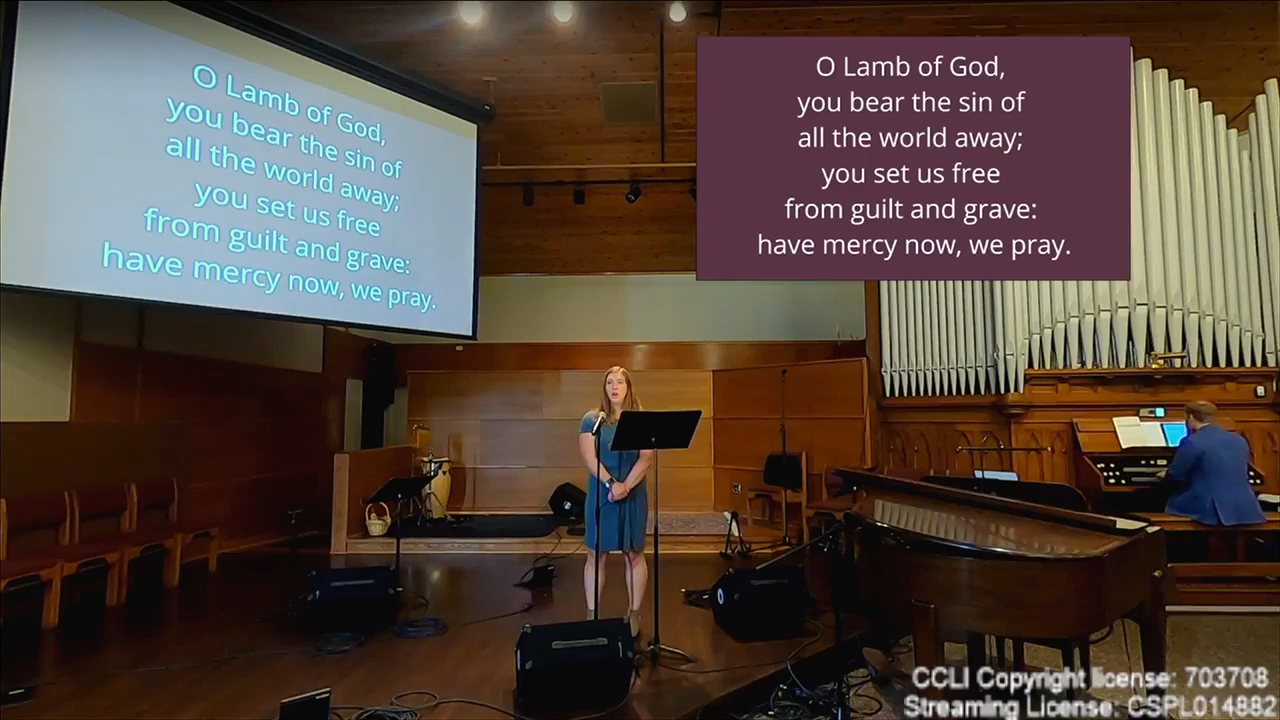 O Lamb of God,
you bear the sin of
all the world away;
you set us free
from guilt and grave:
have mercy now, we pray.
O Lamb of God,
you bear the sin of
all the world away;
you set us free
from guilt and grave:
have mercy now, we pray.
CCLI Copyright license: 703708
Streaming License: CSPL014882